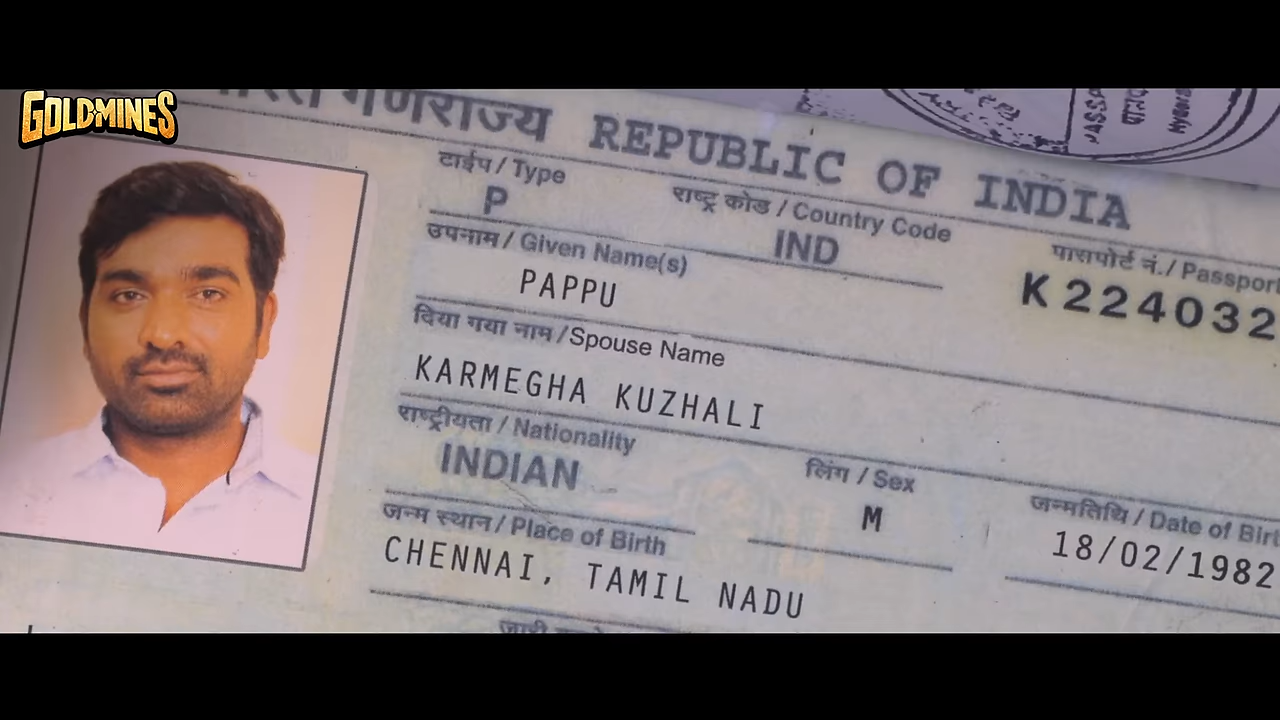 GOLDMINES
गणराज्य REPUBLIC OF INDIA
टाईप / Type
P
राष्ट्र कोड / Country Code
IND
पासपोर्ट नं. / Passport
K224032
उपनाम / Given Name(s)
PAPPU
दिया गया नाम / Spouse Name
KARMEGHA KUZHALI
राष्ट्रीयता / Nationality
INDIAN
लिंग / Sex
M
जन्मतिथि / Date of Birt
18/02/1982
जन्म स्थान / Place of Birth
CHENNAI, TAMIL NADU